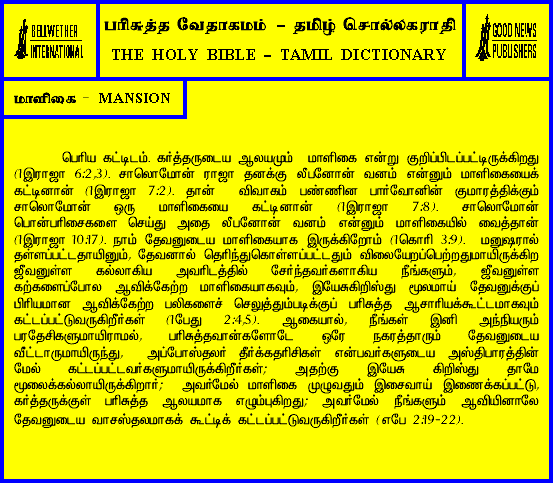 BELLWETHER
INTERNATIONAL
பரிசுத்த வேதாகமம் - தமிழ் சொல்லகராதி
THE HOLY BIBLE - TAMIL DICTIONARY
GOOD NEWS
PUBLISHERS
மாளிகை - MANSION
பெரிய கட்டிடம். கர்த்தருடைய ஆலயமும் மாளிகை என்று குறிப்பிடப்பட்டிருக்கிறது
(1இராஜா 6:2,3). சாலொமோன் ராஜா தனக்கு லீபனோன் வனம் என்னும் மாளிகையைக்
கட்டினான் (1இராஜா 7:2). தான் விவாகம் பண்ணின பார்வோனின் குமாரத்திக்கும்
சாலொமோன் ஒரு மாளிகையை கட்டினான் (1இராஜா 7:8). சாலொமோன்
பொன்பரிசைகளை செய்து அதை லீபனோன் வனம் என்னும் மாளிகையில் வைத்தான்
(1இராஜா 10:17). நாம் தேவனுடைய மாளிகையாக இருக்கிறோம் (1கொரி 3:9). மனுஷரால்
தள்ளப்பட்டதாயினும், தேவனால் தெரிந்துகொள்ளப்பட்டதும் விலையேறப்பெற்றதுமாயிருக்கிற
ஜீவனுள்ள கல்லாகிய அவரிடத்தில் சேர்ந்தவர்களாகிய நீங்களும், ஜீவனுள்ள
கற்களைப்போல ஆவிக்கேற்ற மாளிகையாகவும், இயேசுகிறிஸ்து மூலமாய் தேவனுக்குப்
பிரியமான ஆவிக்கேற்ற பலிகளைச் செலுத்தும்படிக்குப் பரிசுத்த ஆசாரியக்கூட்டமாகவும்
கட்டப்பட்டுவருகிறீர்கள் (1பேது 2:4,5). ஆகையால், நீங்கள் இனி அந்நியரும்
பரதேசிகளுமாயிராமல், பரிசுத்தவான்களோடே ஒரே நகரத்தாரும் தேவனுடைய
வீட்டாருமாயிருந்து, அப்போஸ்தலர் தீர்க்கதரிசிகள் என்பவர்களுடைய அஸ்திபாரத்தின்
மேல் கட்டப்பட்டவர்களுமாயிருக்கிறீர்கள்; அதற்கு இயேசு கிறிஸ்து தாமே
மூலைக்கல்லாயிருக்கிறார்; அவர்மேல் மாளிகை முழுவதும் இசைவாய் இணைக்கப்பட்டு,
கர்த்தருக்குள் பரிசுத்த ஆலயமாக எழும்புகிறது; அவர்மேல் நீங்களும் ஆவியினாலே
தேவனுடைய வாசஸ்தலமாகக் கூட்டிக் கட்டப்பட்டுவருகிறீர்கள் (எபே 2:19-22).